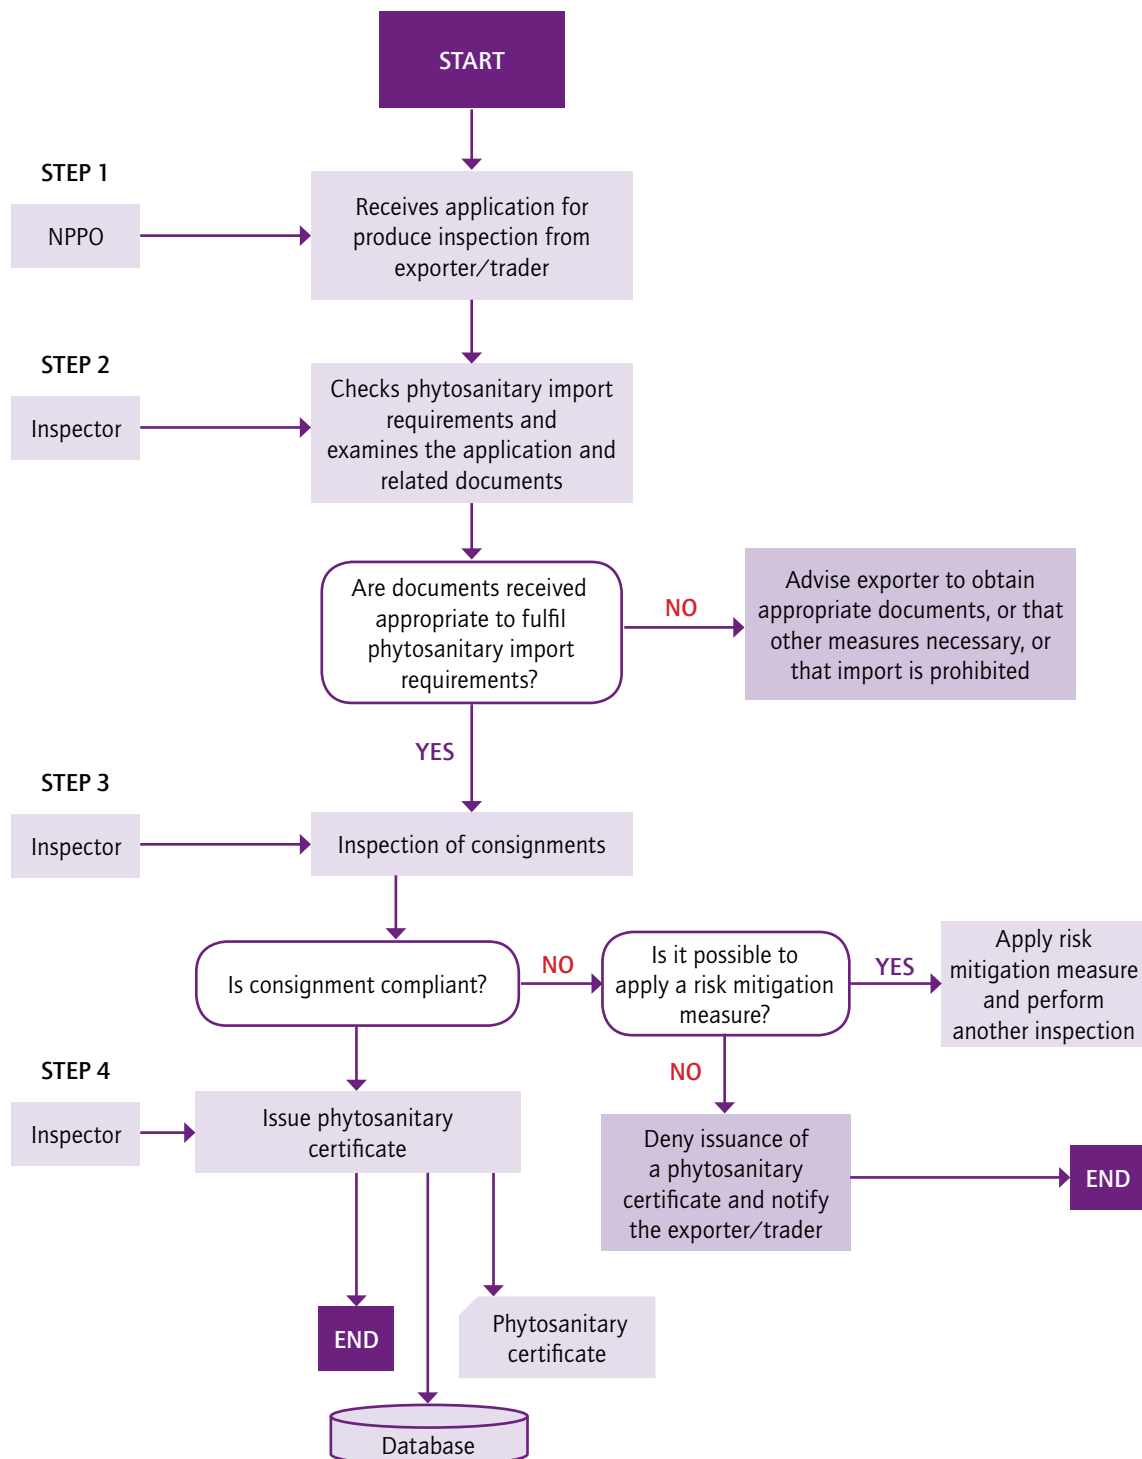 START
STEP 1
NPPO
Receives application for
produce inspection from
exporter/trader
STEP 2
Inspector
Checks phytosanitary import
requirements and
examines the application and
related documents
Are documents received
appropriate to fulfil
phytosanitary import
requirements?
NO
Advise exporter to obtain
appropriate documents, or that
other measures necessary, or
that import is prohibited
YES
STEP 3
Inspector
Inspection of consignments
Is consignment compliant?
NO
Is it possible to
apply a risk mitigation
measure?
YES
Apply risk
mitigation measure
and perform
another inspection
NO
STEP 4
Inspector
Issue phytosanitary
certificate
Deny issuance of
a phytosanitary
certificate and notify
the exporter/trader
END
END
Phytosanitary
certificate
Database